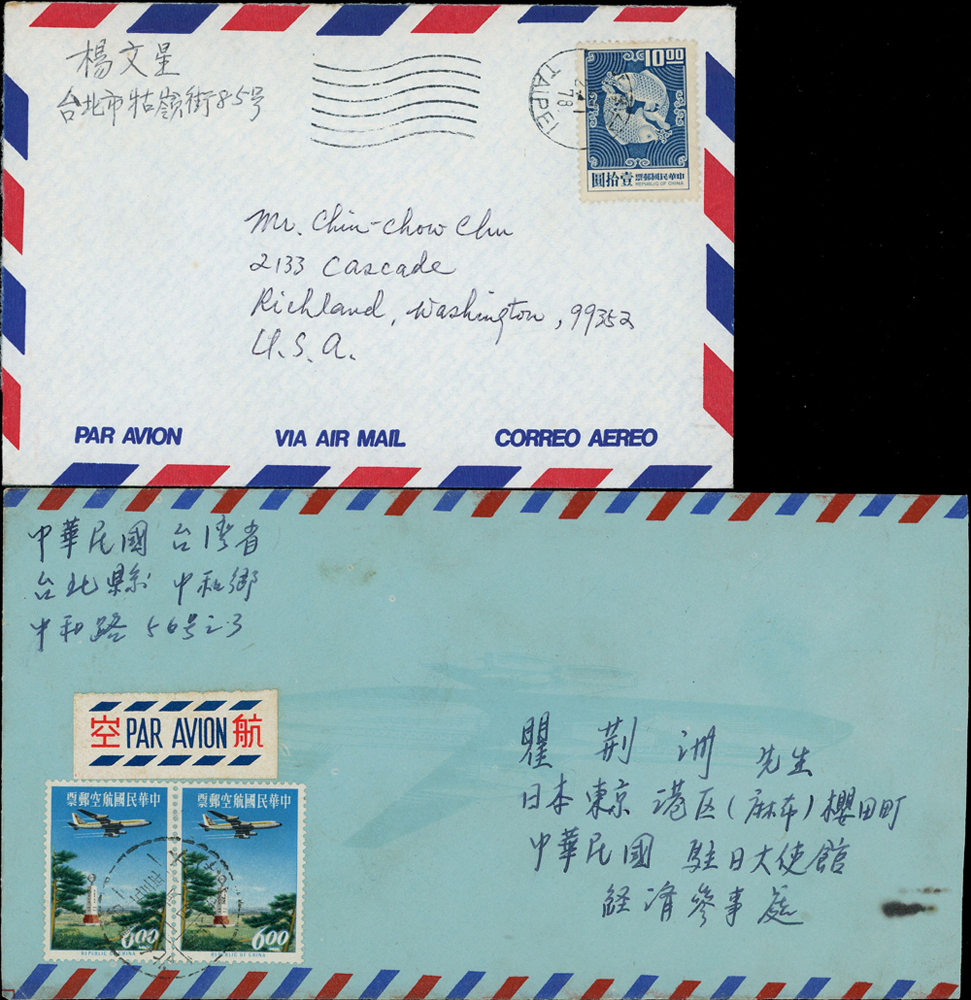 楊文星
台北市牯嶺街85号
TAIPEI
78
10.00
圓拾壹
票郵國民華中
REPUBLIC OF CHINA
Mr. Chin-Chow Chu
2133 Cascade
Richland, Washington, 99352
U.S.A.
PAR AVION VIA AIR MAIL CORREO AEREO
中華民國 台灣省
台北縣 中和鄉
中和路 56号之3
空 PAR AVION 航
票郵空航國民華中
票郵空航國民華中
6.00
6.00
REPUBLIC OF CHINA
REPUBLIC OF CHINA
瞿 荆 洲 先生
日本東京 港区(麻布)櫻田町
中華民國 駐日大使館
経済參事處